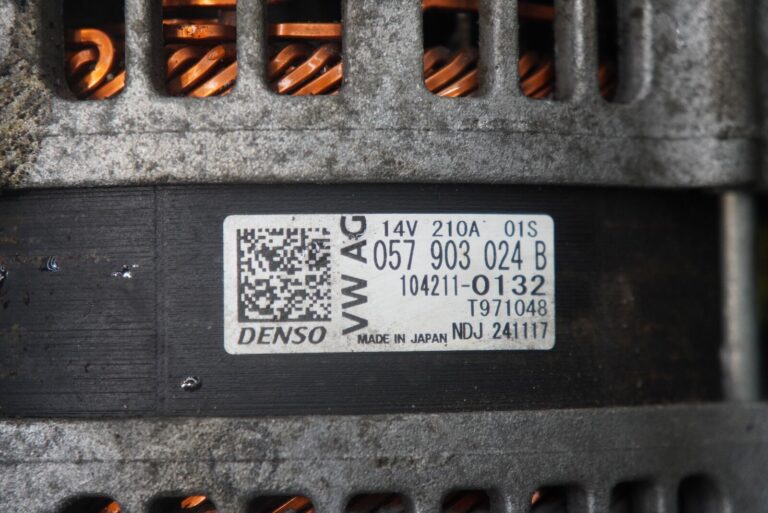 14V 210A 01S
VW AG
057 903 024 B
104211-0132
T971048
DENSO
MADE IN JAPAN NDJ 241117